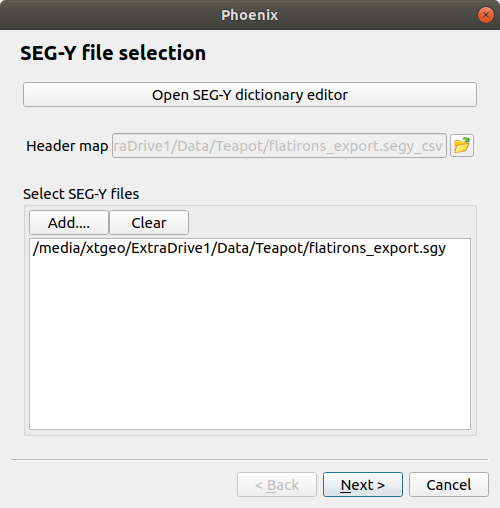 Phoenix
SEG-Y file selection
Open SEG-Y dictionary editor
Header map raDrive1/Data/Teapot/flatirons_export.segy_csv
Select SEG-Y files
Add.... Clear
/media/xtgeo/ExtraDrive1/Data/Teapot/flatirons_export.sgy
< Back Next > Cancel